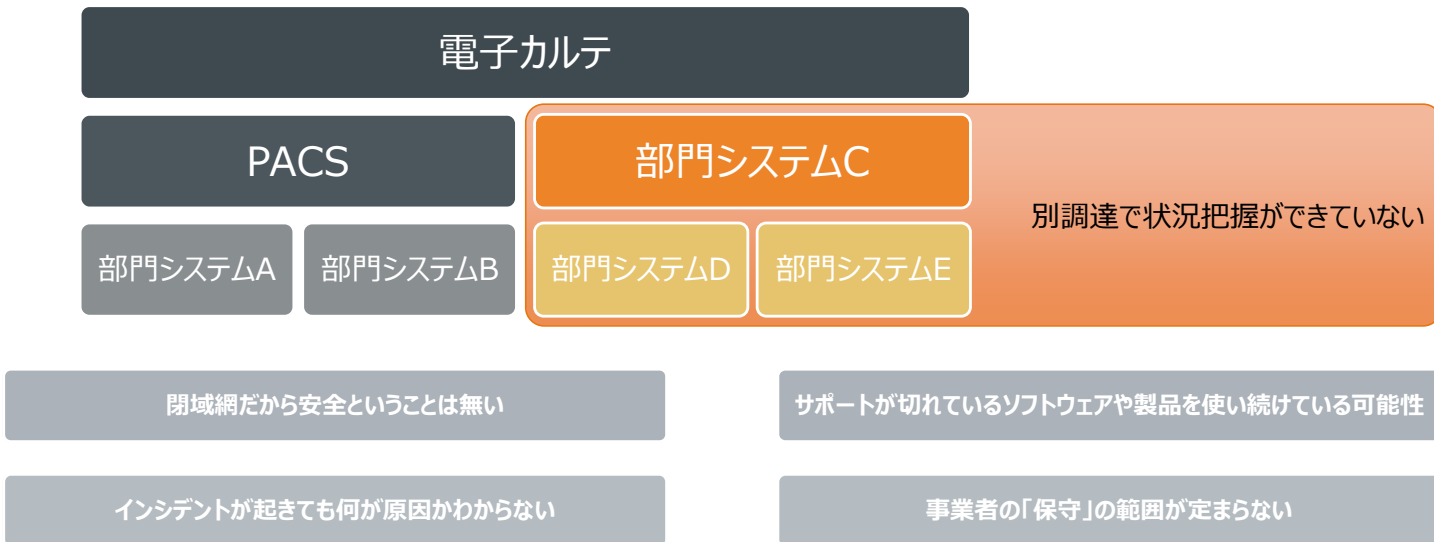 電子カルテ
PACS
部門システムC
別調達で状況把握ができていない
部門システムA
部門システムB
部門システムD
部門システムE
閉域網だから安全ということは無い
サポートが切れているソフトウェアや製品を使い続けている可能性
インシデントが起きても何が原因かわからない
事業者の「保守」の範囲が定まらない